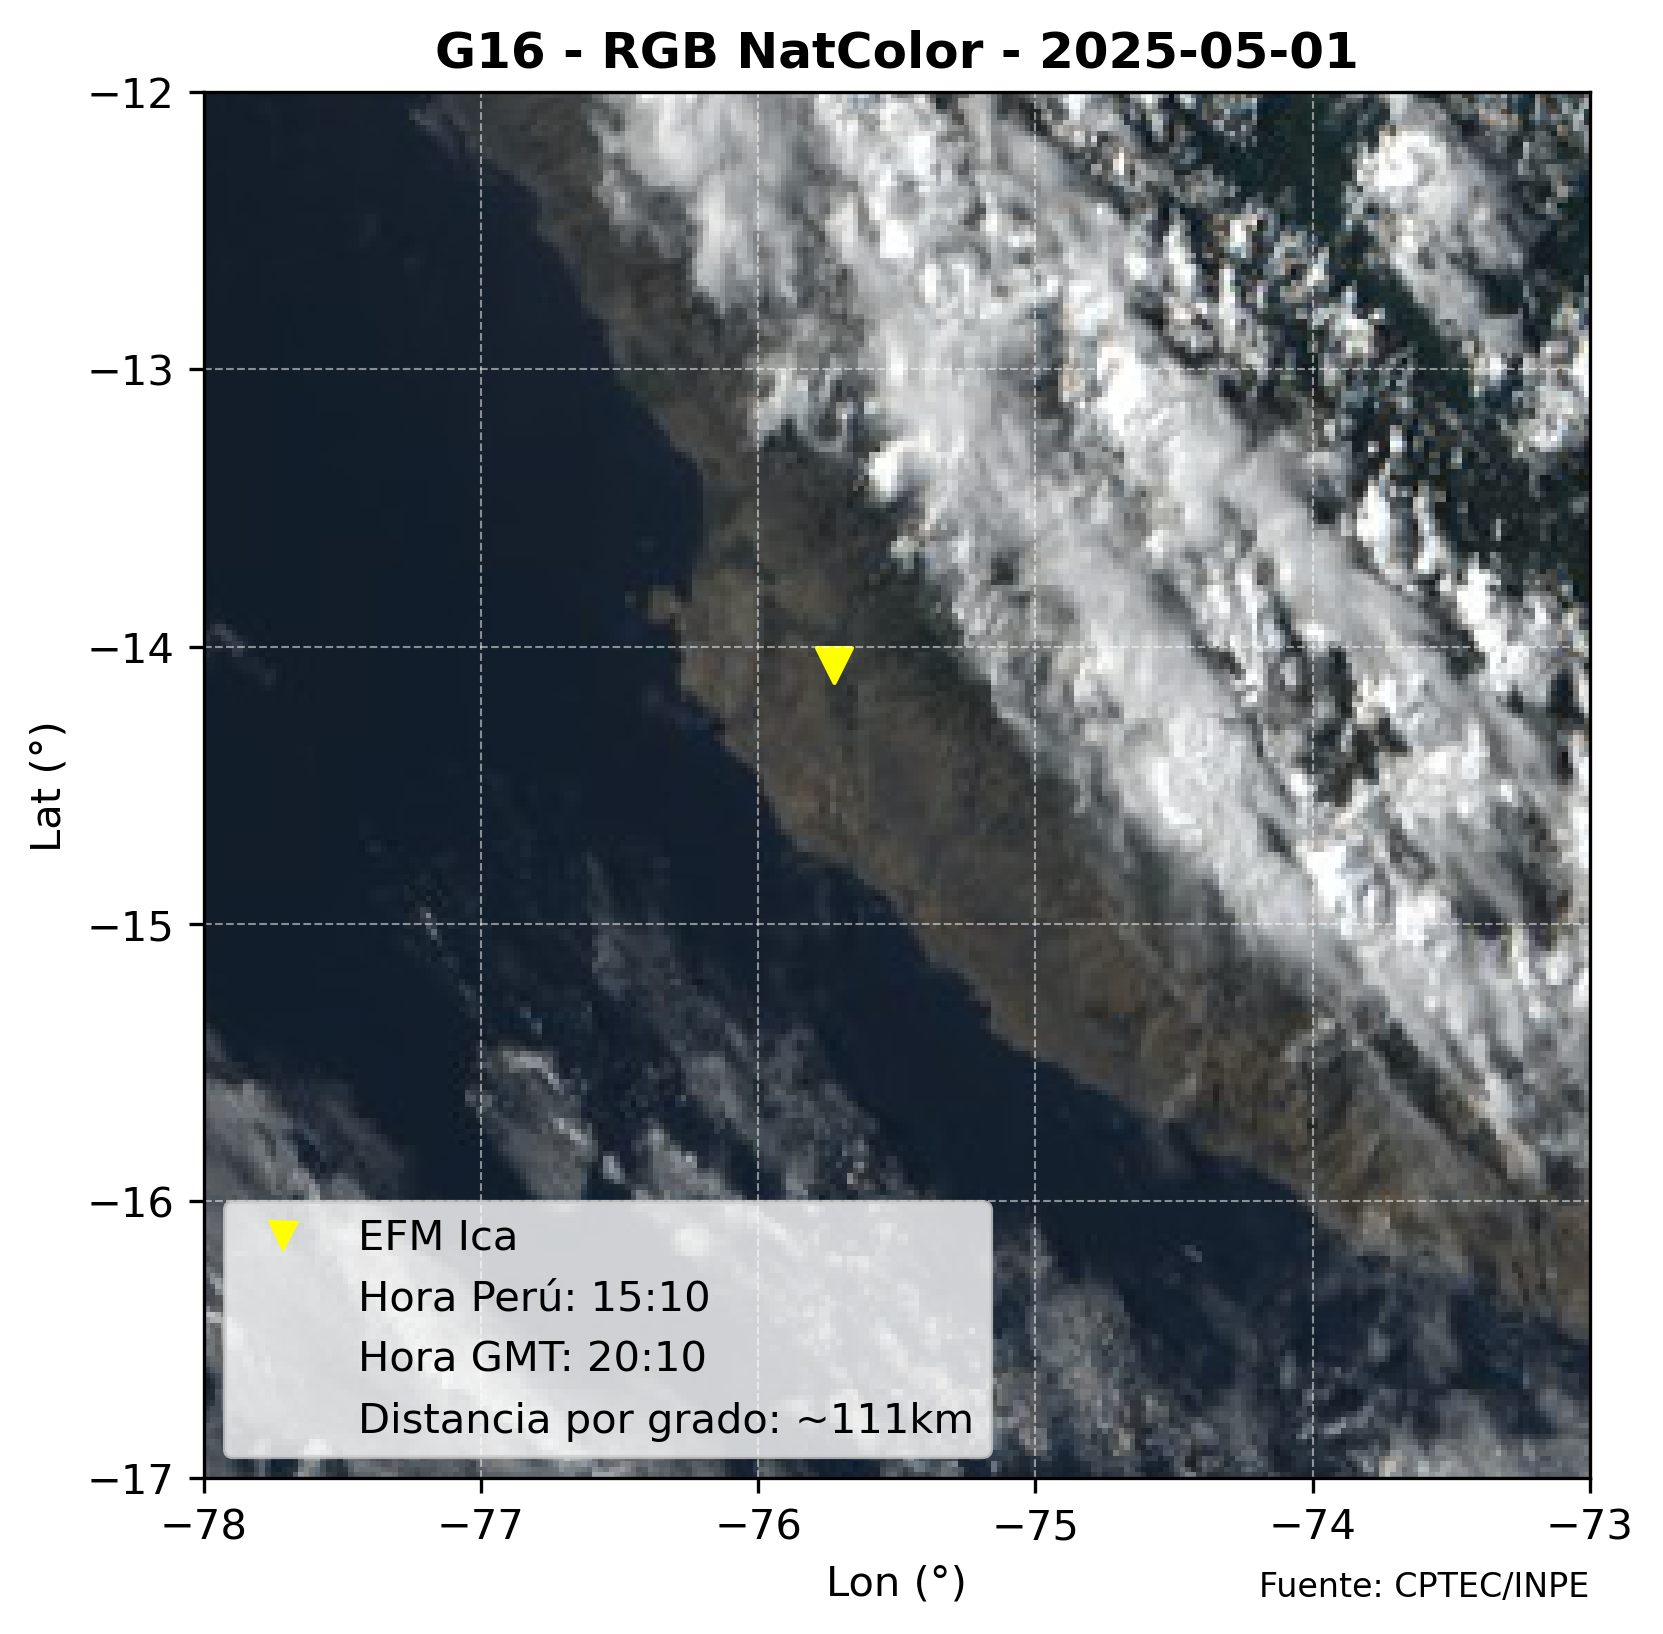 G16 - RGB NatColor - 2025-05-01
−12
−13
−14
−15
−16
−17
Lat (°)
EFM Ica
Hora Perú: 15:10
Hora GMT: 20:10
Distancia por grado: ~111km
−78 −77 −76 −75 −74 −73
Lon (°)
Fuente: CPTEC/INPE